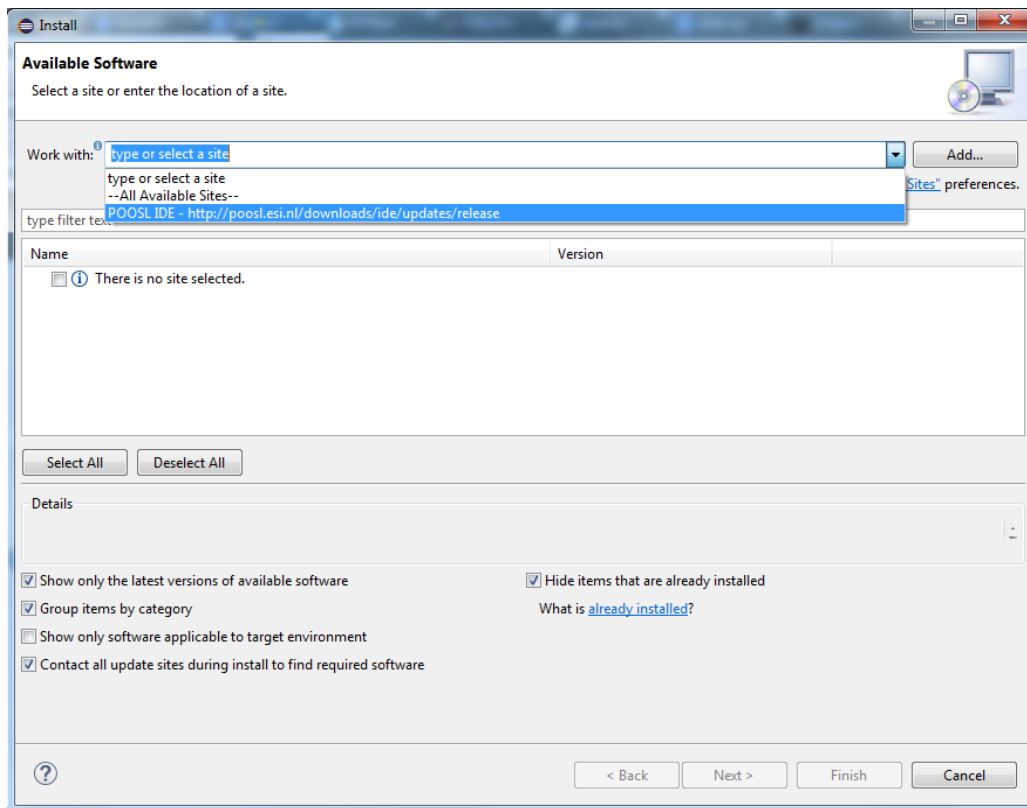 Install
Available Software
Select a site or enter the location of a site.
Work with: type or select a site Add...
type or select a site
--All Available Sites--
Sites" preferences.
POOSL IDE - http://poosl.esi.nl/downloads/ide/updates/release
type filter tex
Name Version
There is no site selected.
Select All Deselect All
Details
Show only the latest versions of available software Hide items that are already installed
Group items by category What is already installed?
Show only software applicable to target environment
Contact all update sites during install to find required software
< Back Next > Finish Cancel